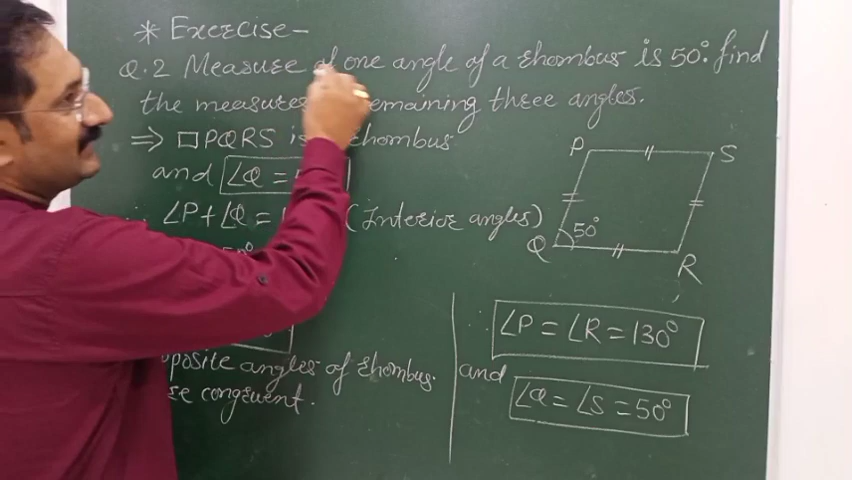 * Exercise -
Q.2 Measure of one angle of a rhombus is 50°. find
the measures remaining three angles.
⇒ □PQRS is rhombus
and ∠Q =
∴ ∠P + ∠Q = (Interior angles)
50°
opposite angles of rhombus.
congruent.
P
S
Q
50°
R
∴ ∠P = ∠R = 130°
and
∠Q = ∠S = 50°